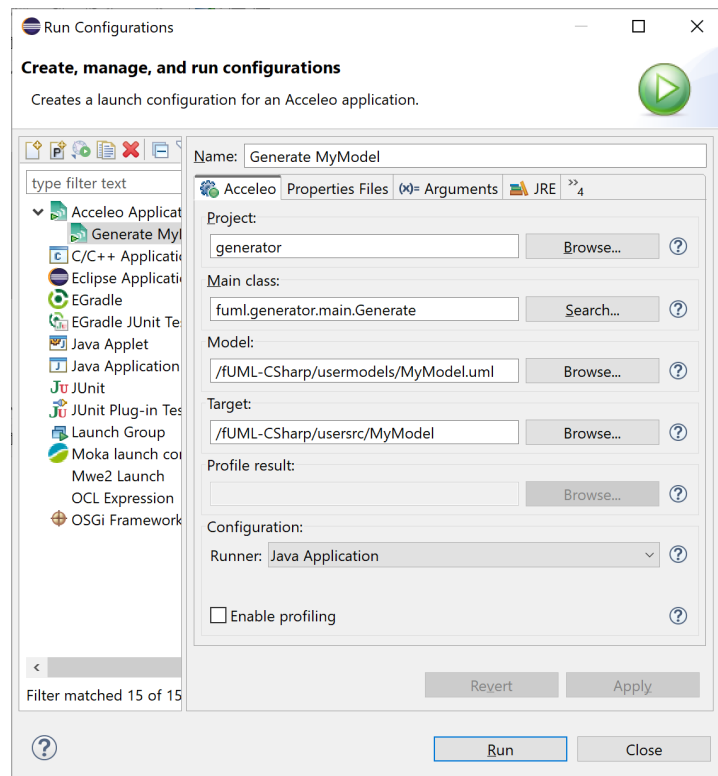 Run Configurations
Create, manage, and run configurations
Creates a launch configuration for an Acceleo application.
type filter text
Acceleo Applicat
Generate Myl
C/C++ Applicatio
Eclipse Applicati
EGradle
EGradle JUnit Te
Java Applet
Java Application
JUnit
JUnit Plug-in Tes
Launch Group
Moka launch co
Mwe2 Launch
OCL Expression
OSGi Framework
Filter matched 15 of 15
Name: Generate MyModel
Acceleo Properties Files (x)= Arguments JRE »4
Project:
generator Browse...
Main class:
fuml.generator.main.Generate Search...
Model:
/fUML-CSharp/usermodels/MyModel.uml Browse...
Target:
/fUML-CSharp/usersrc/MyModel Browse...
Profile result:
Browse...
Configuration:
Runner: Java Application
Enable profiling
Revert Apply
Run Close